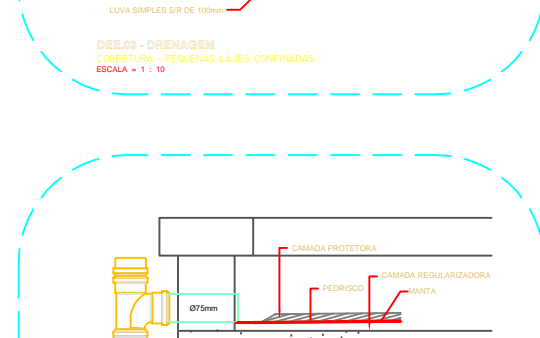 LUVA SIMPLES S/R DE 100mm
DEE.03 - DRENAGEM
COBERTURA - PEQUENAS LAJES CONFINADAS
ESCALA = 1 : 10
CAMADA PROTETORA
CAMADA REGULARIZADORA
PEDRISCO
MANTA
Ø75mm